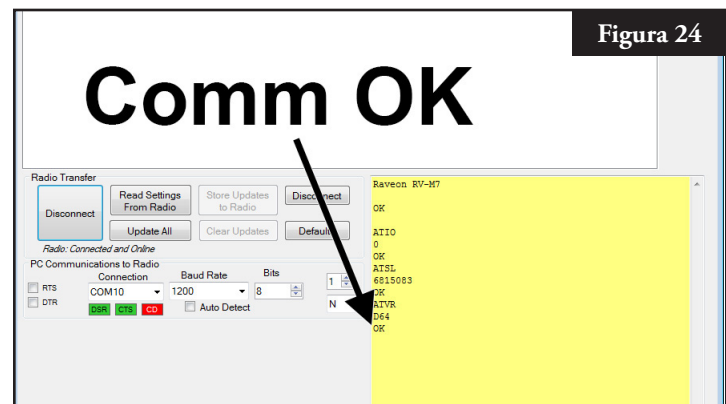 Figura 24
Comm OK
Radio Transfer
Disconnect
Read Settings From Radio
Store Updates to Radio
Disconnect
Update All
Clear Updates
Default
Radio: Connected and Online
PC Communications to Radio
Connection
Baud Rate
Bits
RTS
COM10
1200
8
1
DTR
DSR
CTS
CD
Auto Detect
N
Raveon RV-M7
OK
ATIO
0
OK
ATSL
6815083
OK
ATVR
D64
OK